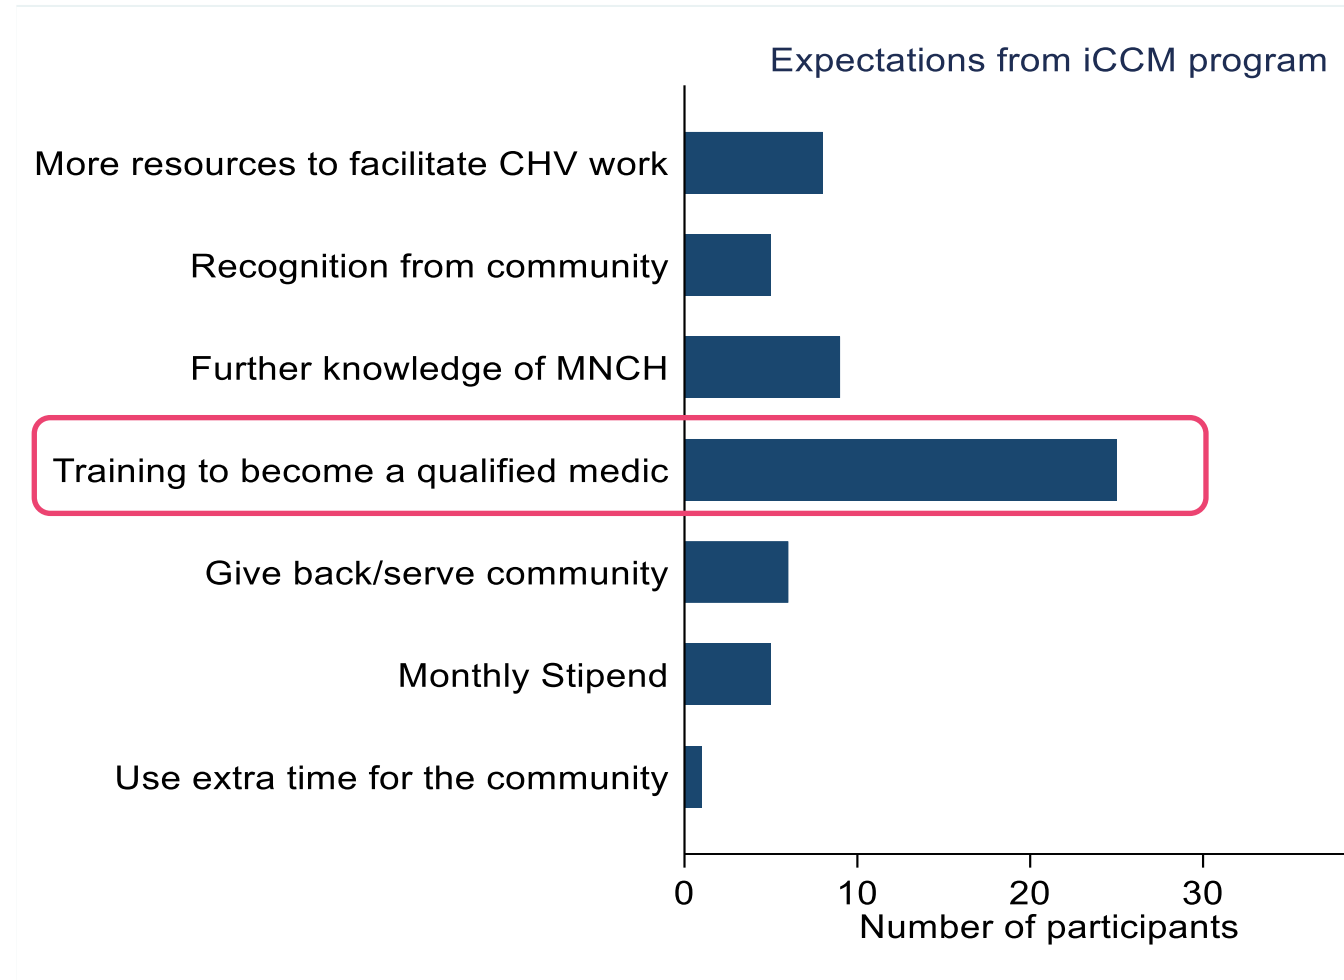 Expectations from iCCM program
More resources to facilitate CHV work
Recognition from community
Further knowledge of MNCH
Training to become a qualified medic
Give back/serve community
Monthly Stipend
Use extra time for the community
0 10 20 30
Number of participants